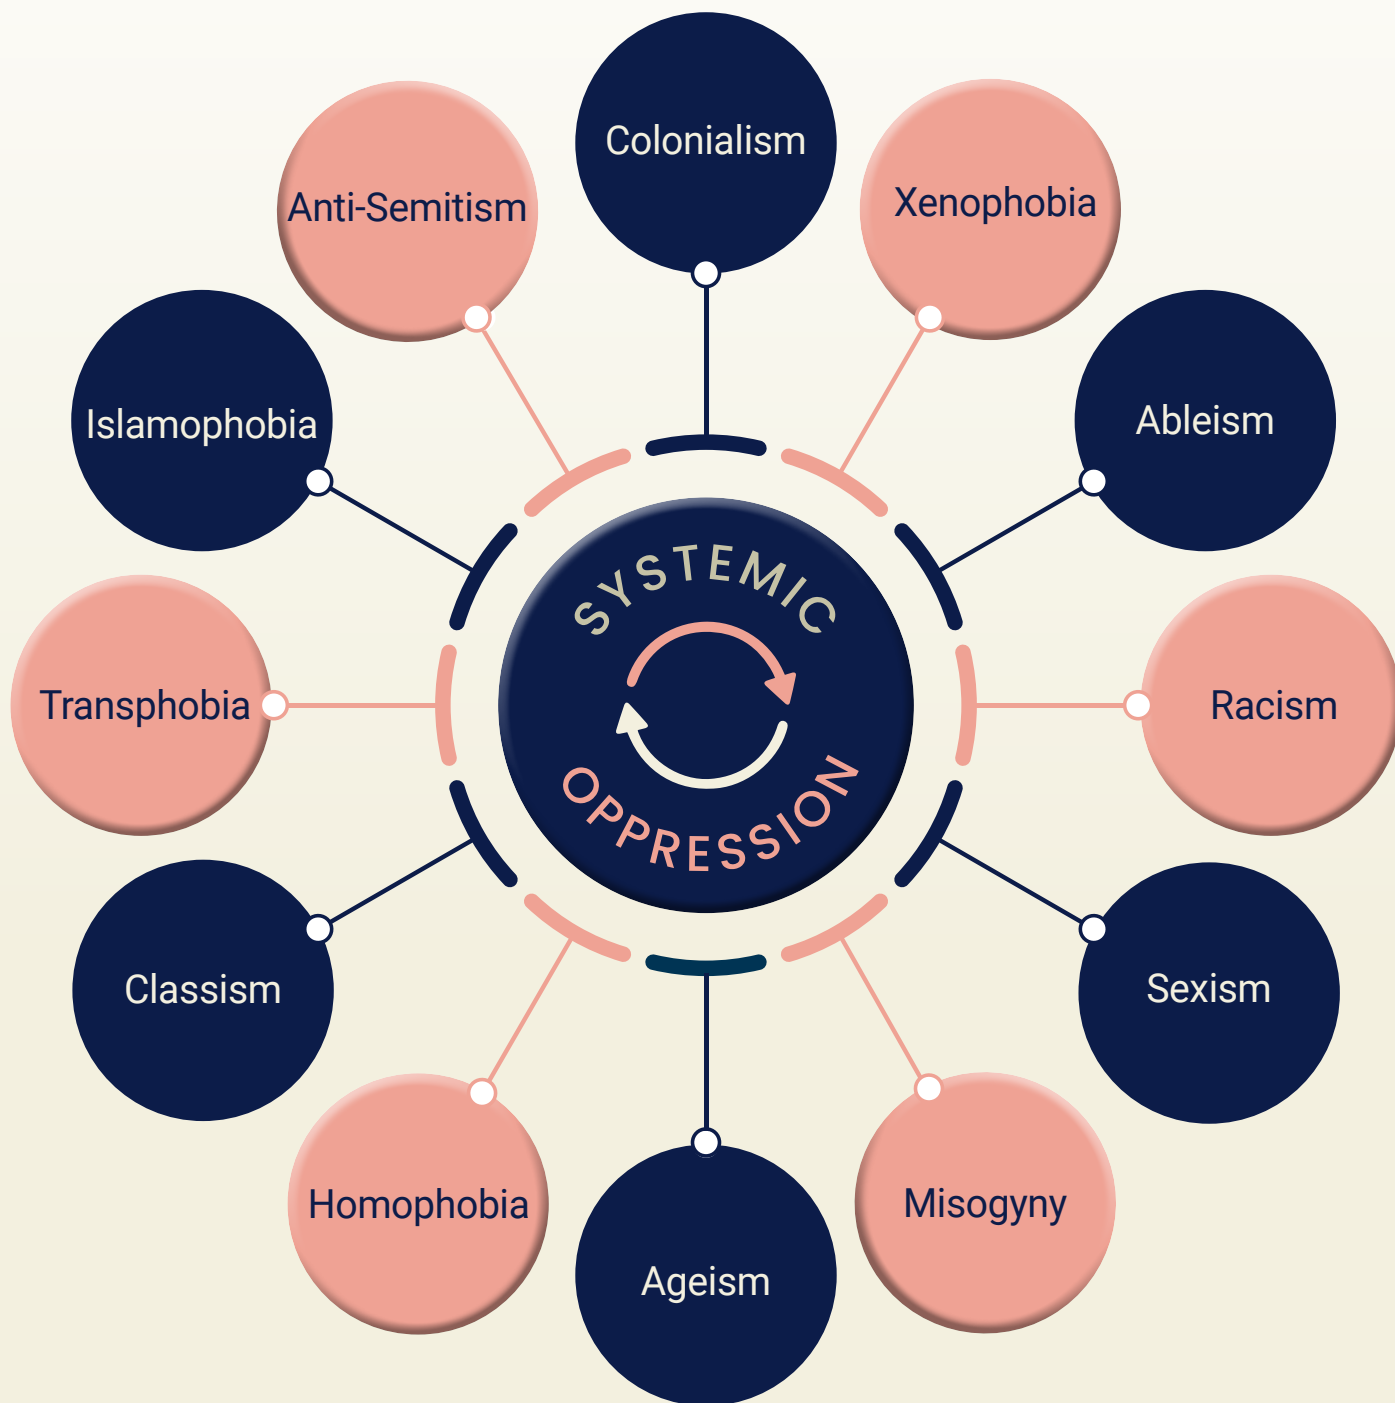 Colonialism
Xenophobia
Anti-Semitism
Ableism
Islamophobia
SYSTEMIC
OPPRESSION
Racism
Transphobia
Sexism
Classism
Misogyny
Homophobia
Ageism